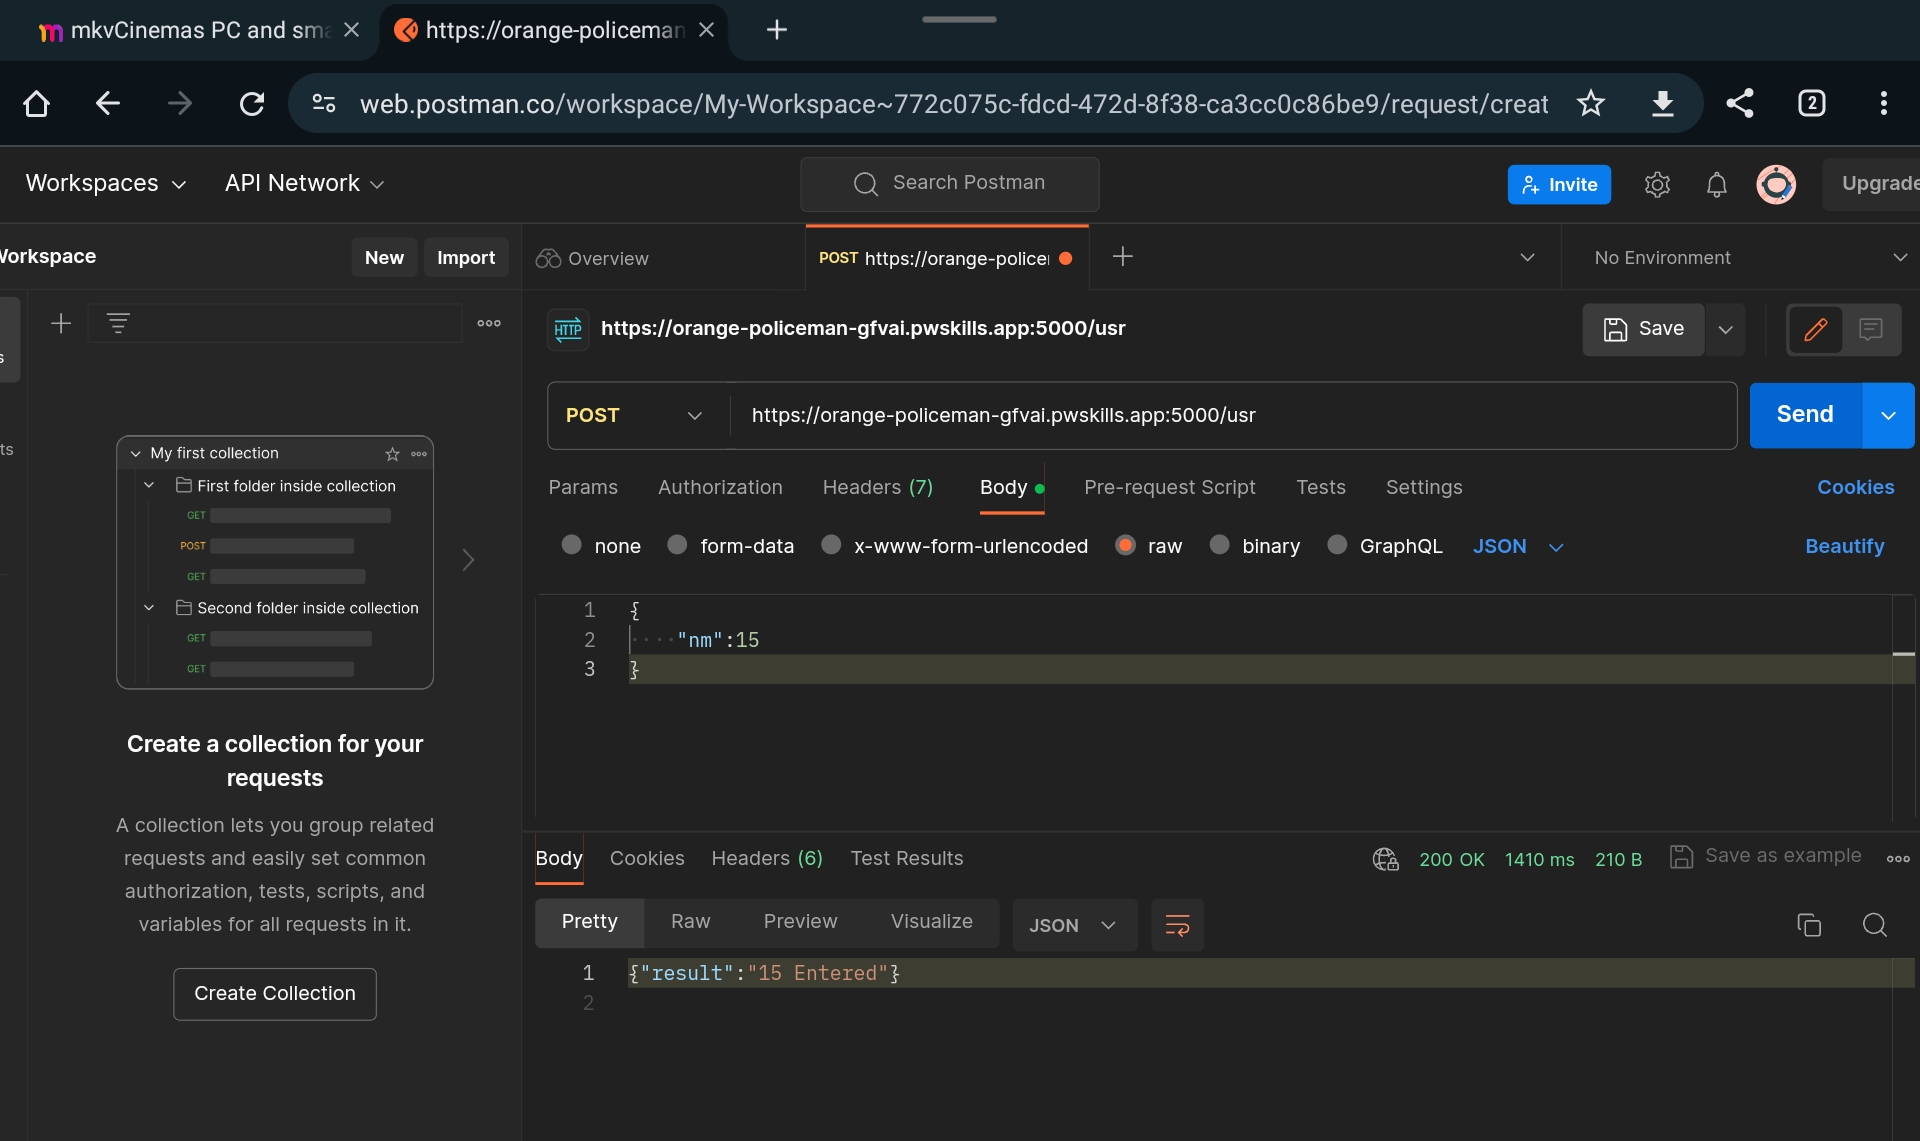 mkvCinemas PC and sma
https://orange-policeman
web.postman.co/workspace/My-Workspace~772c075c-fdcd-472d-8f38-ca3cc0c86be9/request/creat
2
Workspaces
API Network
Search Postman
Invite
Upgrade
Workspace
New
Import
Overview
POST https://orange-policer
No Environment
s
ts
HTTP
https://orange-policeman-gfvai.pwskills.app:5000/usr
Save
POST
https://orange-policeman-gfvai.pwskills.app:5000/usr
Send
Params
Authorization
Headers (7)
Body
Pre-request Script
Tests
Settings
Cookies
none
form-data
x-www-form-urlencoded
raw
binary
GraphQL
JSON
Beautify
1 {
2 ····"nm":15
3 }
My first collection
First folder inside collection
GET
POST
GET
Second folder inside collection
GET
GET
Create a collection for your
requests
A collection lets you group related
requests and easily set common
authorization, tests, scripts, and
variables for all requests in it.
Create Collection
Body
Cookies
Headers (6)
Test Results
200 OK
1410 ms
210 B
Save as example
Pretty
Raw
Preview
Visualize
JSON
1 {"result":"15 Entered"}
2